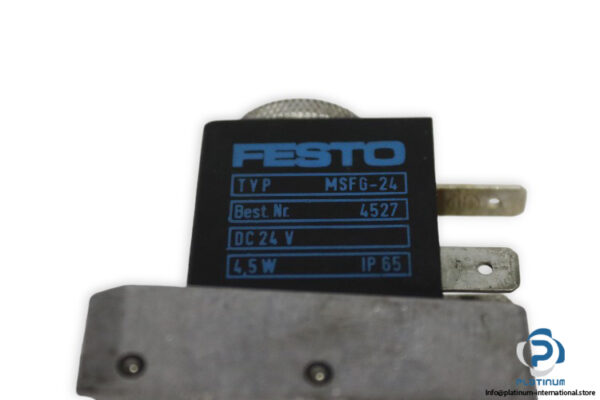 FESTO
TYP MSFG-24
Best. Nr. 4527
DC 24 V
4,5 W IP 65
PLATINUM
info@platinum-international.store